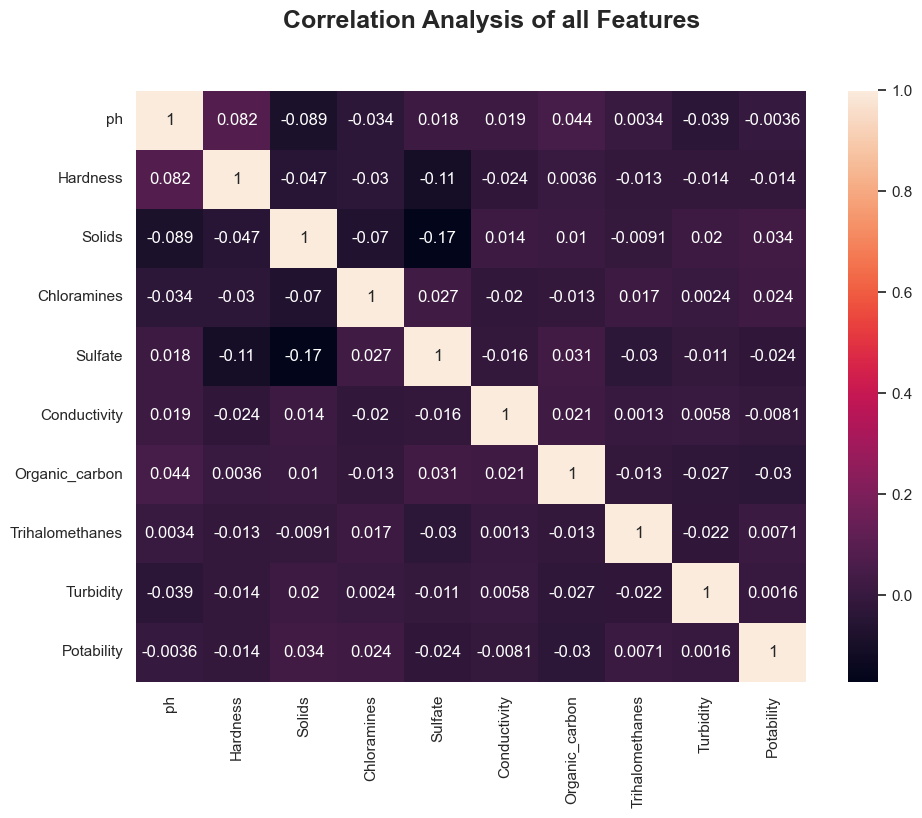 Correlation Analysis of all Features
ph 1 0.082 -0.089 -0.034 0.018 0.019 0.044 0.0034 -0.039 -0.0036
Hardness 0.082 1 -0.047 -0.03 -0.11 -0.024 0.0036 -0.013 -0.014 -0.014
Solids -0.089 -0.047 1 -0.07 -0.17 0.014 0.01 -0.0091 0.02 0.034
Chloramines -0.034 -0.03 -0.07 1 0.027 -0.02 -0.013 0.017 0.0024 0.024
Sulfate 0.018 -0.11 -0.17 0.027 1 -0.016 0.031 -0.03 -0.011 -0.024
Conductivity 0.019 -0.024 0.014 -0.02 -0.016 1 0.021 0.0013 0.0058 -0.0081
Organic_carbon 0.044 0.0036 0.01 -0.013 0.031 0.021 1 -0.013 -0.027 -0.03
Trihalomethanes 0.0034 -0.013 -0.0091 0.017 -0.03 0.0013 -0.013 1 -0.022 0.0071
Turbidity -0.039 -0.014 0.02 0.0024 -0.011 0.0058 -0.027 -0.022 1 0.0016
Potability -0.0036 -0.014 0.034 0.024 -0.024 -0.0081 -0.03 0.0071 0.0016 1
ph
Hardness
Solids
Chloramines
Sulfate
Conductivity
Organic_carbon
Trihalomethanes
Turbidity
Potability
1.0
0.8
0.6
0.4
0.2
0.0